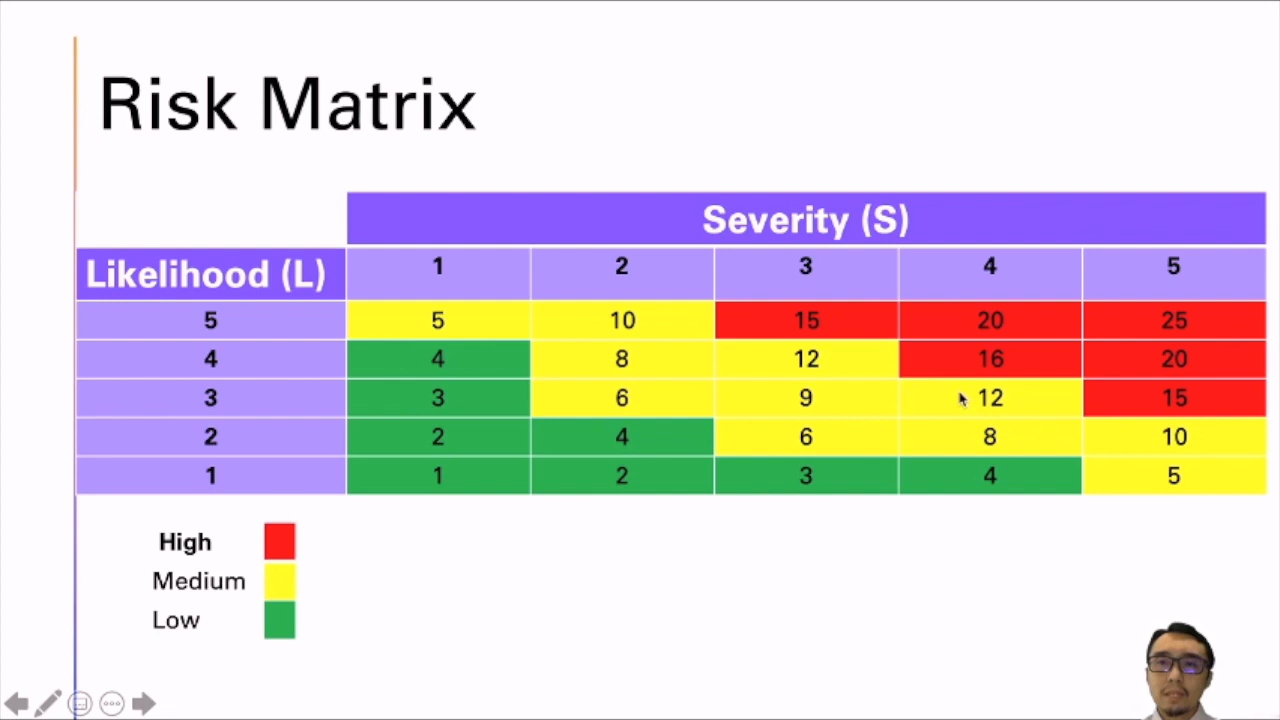 Risk Matrix
Severity (S)
Likelihood (L) 1 2 3 4 5
5 5 10 15 20 25
4 4 8 12 16 20
3 3 6 9 12 15
2 2 4 6 8 10
1 1 2 3 4 5
High
Medium
Low